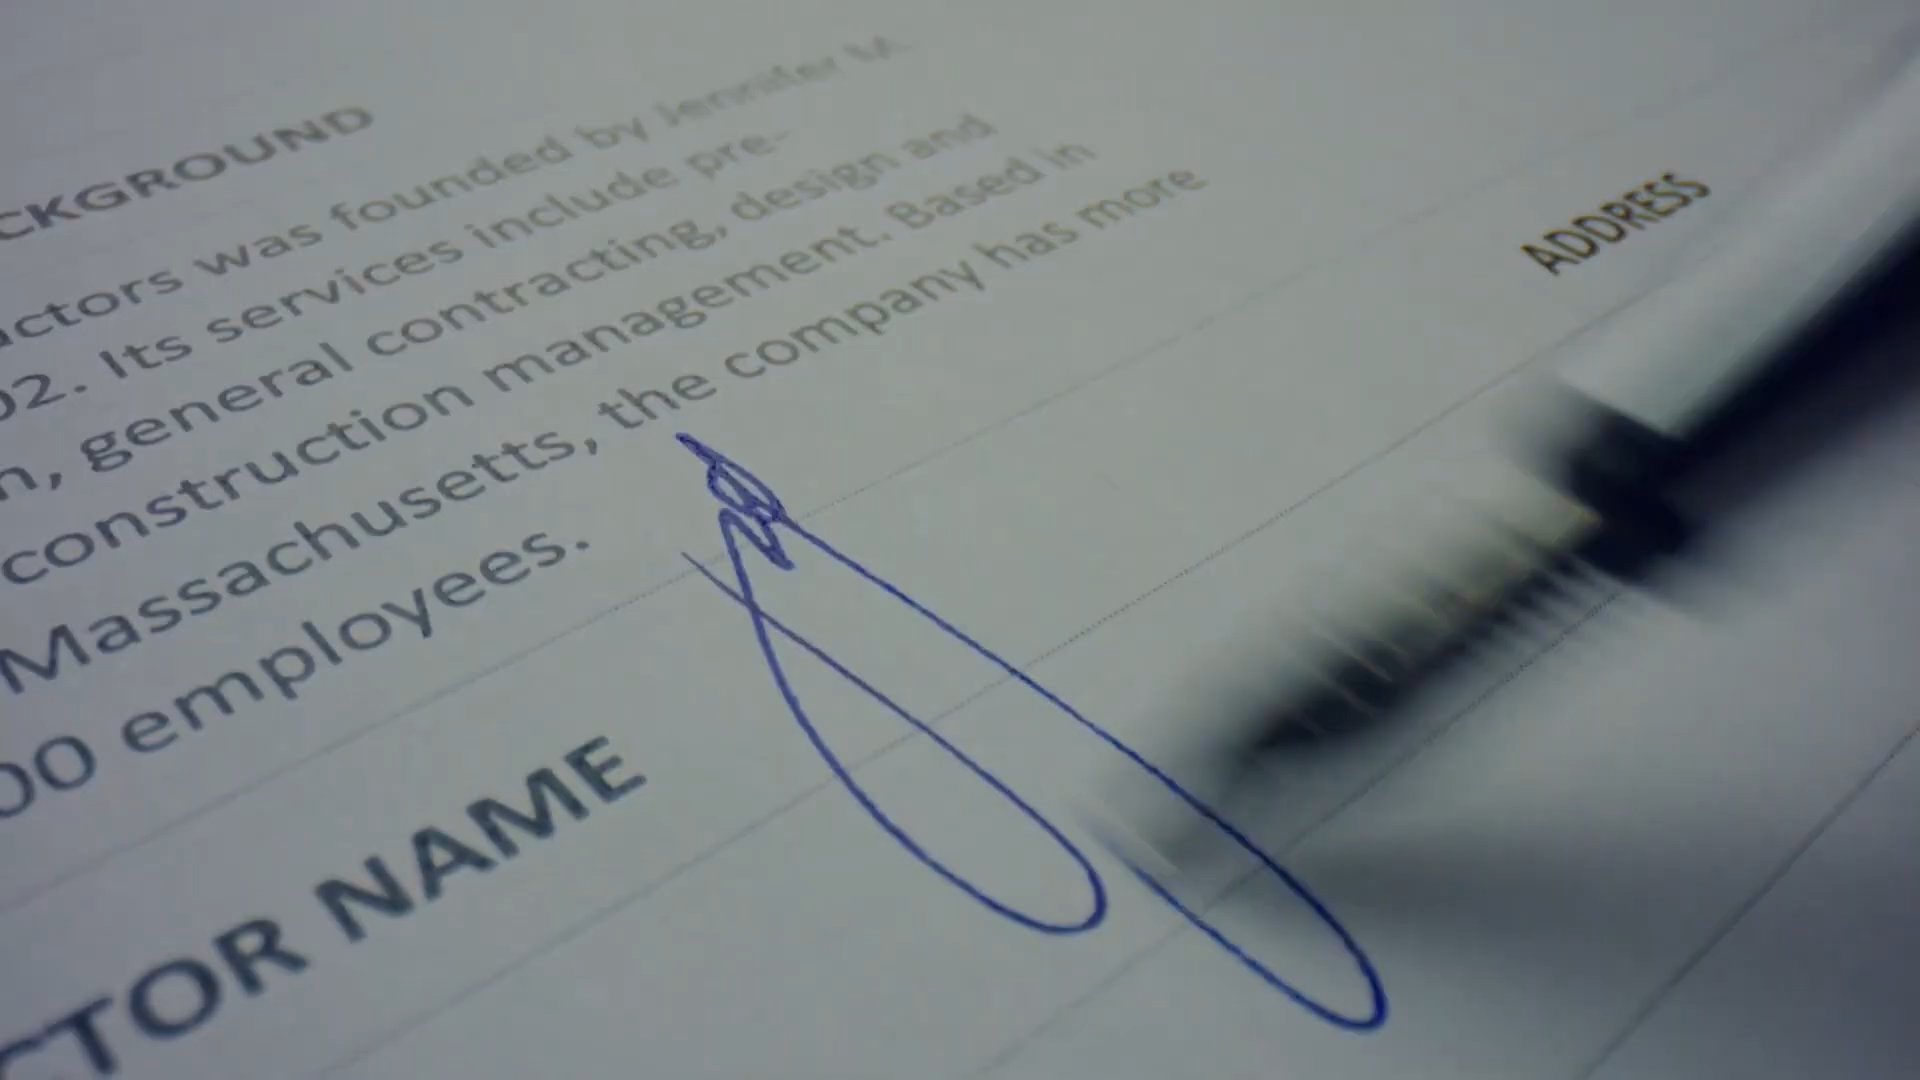 CKGROUND
actors was founded by Jennifer M.
02. Its services include pre-
n, general contracting, design and
construction management. Based in
Massachusetts, the company has more
00 employees.
CTOR NAME
ADDRESS